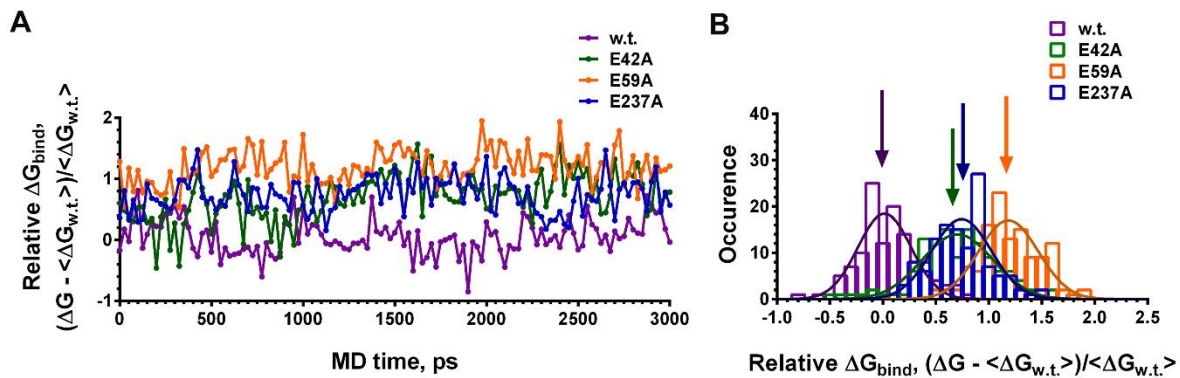 A
w.t.
E42A
E59A
E237A
Relative ΔGbind,
(ΔG - <ΔGw.t.>)/<ΔGw.t.>
2
1
0
-1
0
500
1000
1500
2000
2500
3000
MD time, ps
B
w.t.
E42A
E59A
E237A
Occurence
40
30
20
10
0
-1.0
-0.5
0.0
0.5
1.0
1.5
2.0
2.5
Relative ΔGbind, (ΔG - <ΔGw.t.>)/<ΔGw.t.>